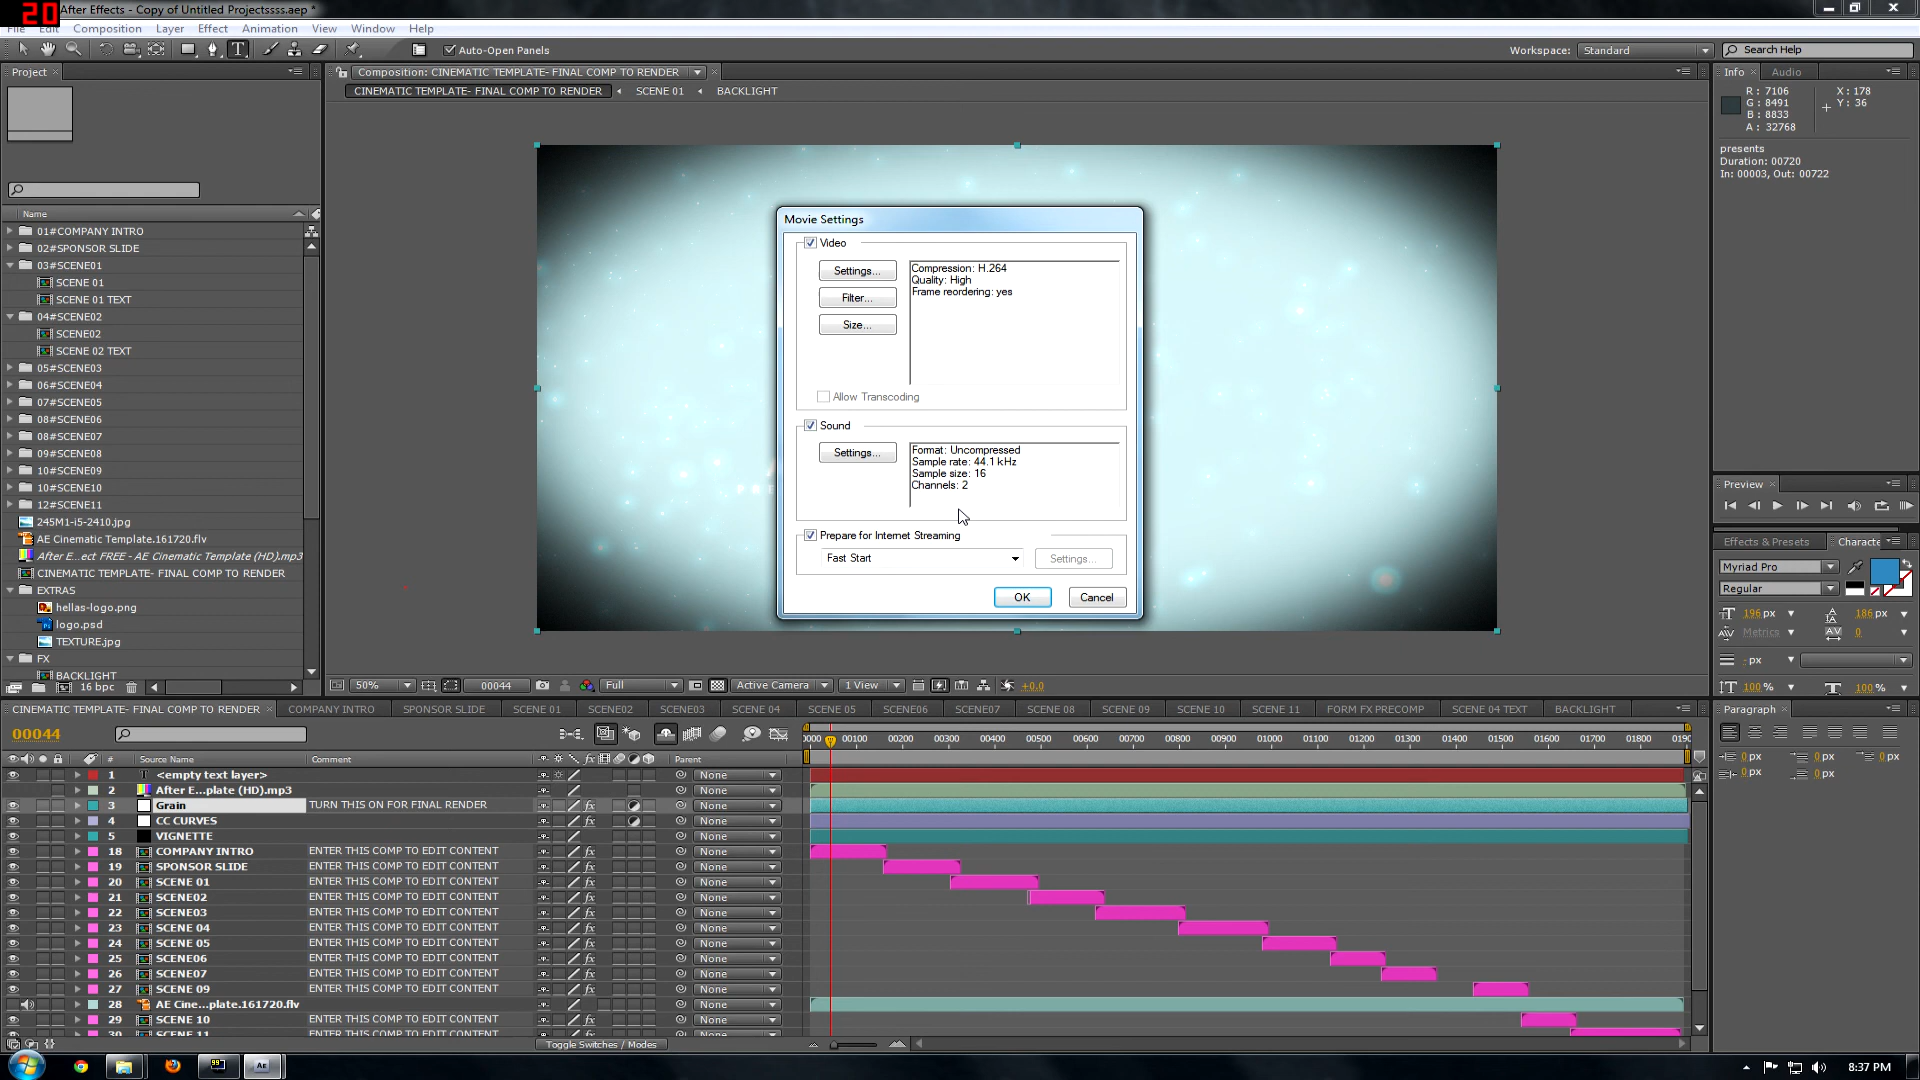 20
After Effects - Copy of Untitled Projectssss.aep *
File Edit Composition Layer Effect Animation View Window Help
Auto-Open Panels
Workspace: Standard
Search Help
Project
Composition: CINEMATIC TEMPLATE- FINAL COMP TO RENDER
CINEMATIC TEMPLATE- FINAL COMP TO RENDER SCENE 01 BACKLIGHT
Info Audio
R : 7106
G : 8491
B : 8833
A : 32768
X : 178
Y : 36
presents
Duration: 00720
In: 00003, Out: 00722
Name
01#COMPANY INTRO
02#SPONSOR SLIDE
03#SCENE01
SCENE 01
SCENE 01 TEXT
04#SCENE02
SCENE02
SCENE 02 TEXT
05#SCENE03
06#SCENE04
07#SCENE05
08#SCENE06
08#SCENE07
09#SCENE08
10#SCENE09
10#SCENE10
12#SCENE11
245M1-i5-2410.jpg
AE Cinematic Template.161720.flv
After E...ect FREE - AE Cinematic Template (HD).mp3
CINEMATIC TEMPLATE- FINAL COMP TO RENDER
EXTRAS
hellas-logo.png
logo.psd
TEXTURE.jpg
FX
BACKLIGHT
16 bpc
Movie Settings
Video
Settings...
Filter...
Size...
Compression: H.264
Quality: High
Frame reordering: yes
Allow Transcoding
Sound
Settings...
Format: Uncompressed
Sample rate: 44.1 kHz
Sample size: 16
Channels: 2
Prepare for Internet Streaming
Fast Start
Settings...
OK Cancel
Preview
Effects & Presets Characte
Myriad Pro
Regular
196 px 186 px
Metrics 0
- px
100 % 100 %
Paragraph
0 px 0 px 0 px
0 px 0 px
50% 00044 Full Active Camera 1 View +0.0
CINEMATIC TEMPLATE- FINAL COMP TO RENDER COMPANY INTRO SPONSOR SLIDE SCENE 01 SCENE02 SCENE03 SCENE 04 SCENE 05 SCENE06 SCENE07 SCENE 08 SCENE 09 SCENE 10 SCENE 11 FORM FX PRECOMP SCENE 04 TEXT BACKLIGHT
00044
0000 00100 00200 00300 00400 00500 00600 00700 00800 00900 01000 01100 01200 01300 01400 01500 01600 01700 01800 0190
# Source Name Comment Parent
1 <empty text layer> None
2 After E...plate (HD).mp3 None
3 Grain TURN THIS ON FOR FINAL RENDER None
4 CC CURVES None
5 VIGNETTE None
18 COMPANY INTRO ENTER THIS COMP TO EDIT CONTENT None
19 SPONSOR SLIDE ENTER THIS COMP TO EDIT CONTENT None
20 SCENE 01 ENTER THIS COMP TO EDIT CONTENT None
21 SCENE02 ENTER THIS COMP TO EDIT CONTENT None
22 SCENE03 ENTER THIS COMP TO EDIT CONTENT None
23 SCENE 04 ENTER THIS COMP TO EDIT CONTENT None
24 SCENE 05 ENTER THIS COMP TO EDIT CONTENT None
25 SCENE06 ENTER THIS COMP TO EDIT CONTENT None
26 SCENE07 ENTER THIS COMP TO EDIT CONTENT None
27 SCENE 09 ENTER THIS COMP TO EDIT CONTENT None
28 AE Cine...plate.161720.flv None
29 SCENE 10 ENTER THIS COMP TO EDIT CONTENT None
30 SCENE 11 ENTER THIS COMP TO EDIT CONTENT None
Toggle Switches / Modes
99
Ae
8:37 PM